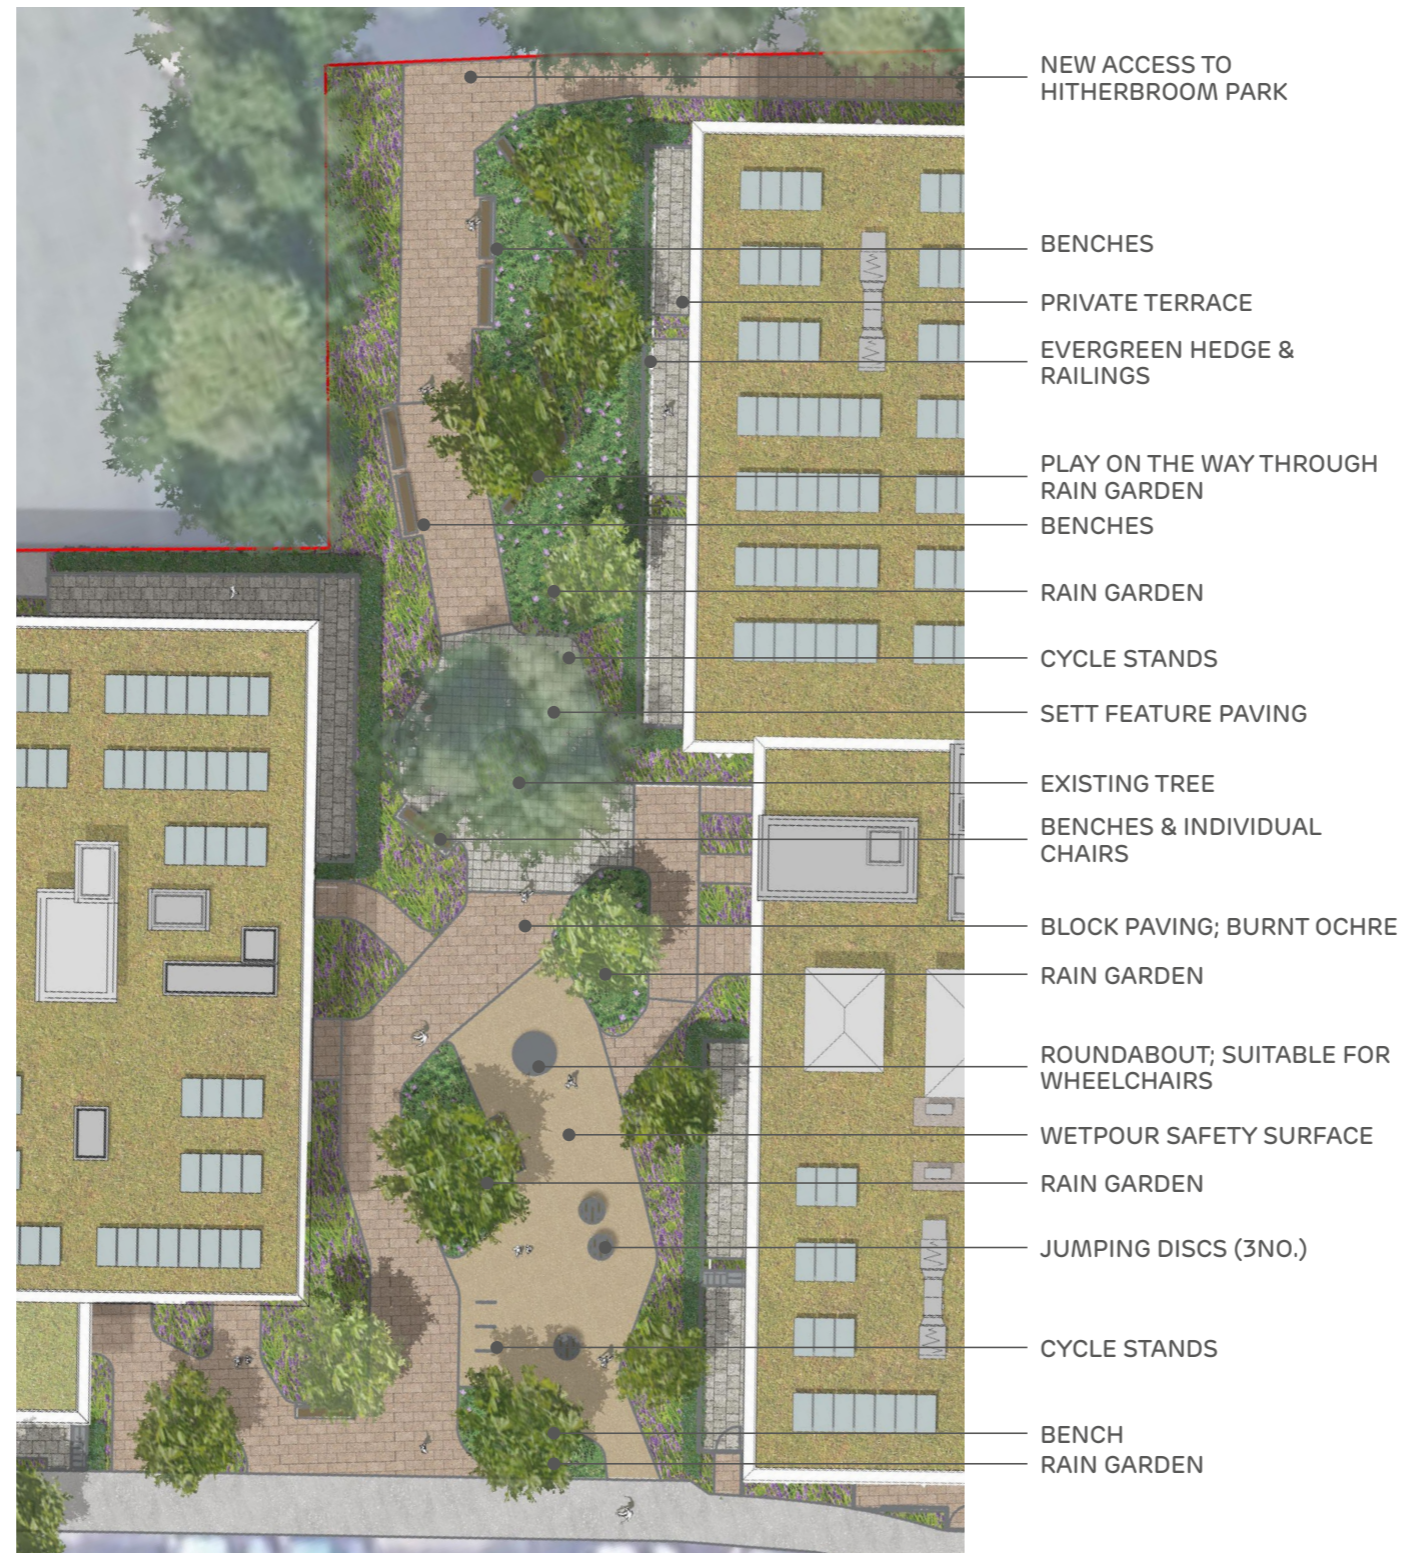 NEW ACCESS TO
HITHERBROOM PARK
BENCHES
PRIVATE TERRACE
EVERGREEN HEDGE &
RAILINGS
PLAY ON THE WAY THROUGH
RAIN GARDEN
BENCHES
RAIN GARDEN
CYCLE STANDS
SETT FEATURE PAVING
EXISTING TREE
BENCHES & INDIVIDUAL
CHAIRS
BLOCK PAVING; BURNT OCHRE
RAIN GARDEN
ROUNDABOUT; SUITABLE FOR
WHEELCHAIRS
WETPOUR SAFETY SURFACE
RAIN GARDEN
JUMPING DISCS (3NO.)
CYCLE STANDS
BENCH
RAIN GARDEN